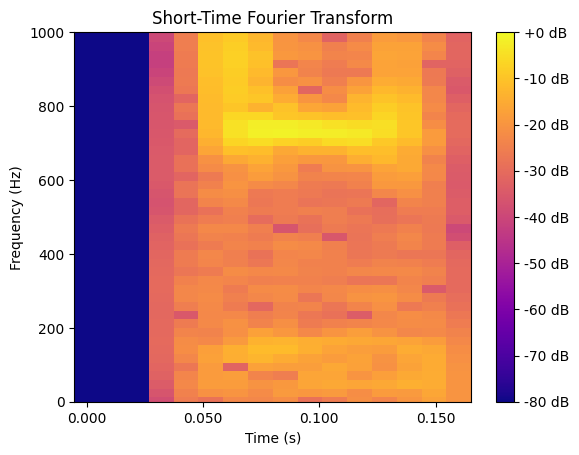 Short-Time Fourier Transform
1000
800
600
400
200
0
Frequency (Hz)
0.000
0.050
0.100
0.150
Time (s)
+0 dB
-10 dB
-20 dB
-30 dB
-40 dB
-50 dB
-60 dB
-70 dB
-80 dB